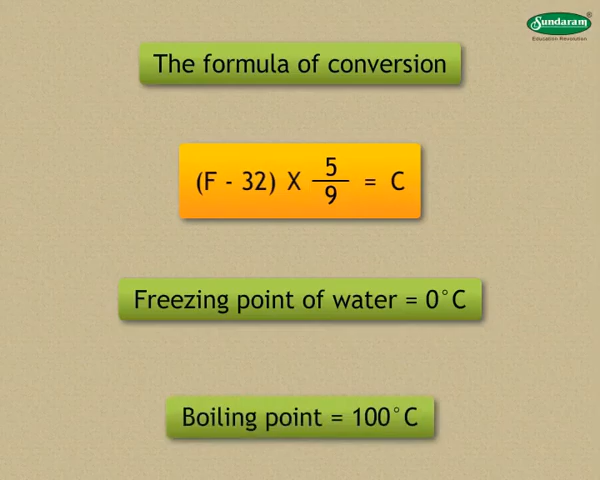 Sundaram®
Education Revolution
The formula of conversion
(F - 32) X 5/9 = C
Freezing point of water = 0°C
Boiling point = 100°C